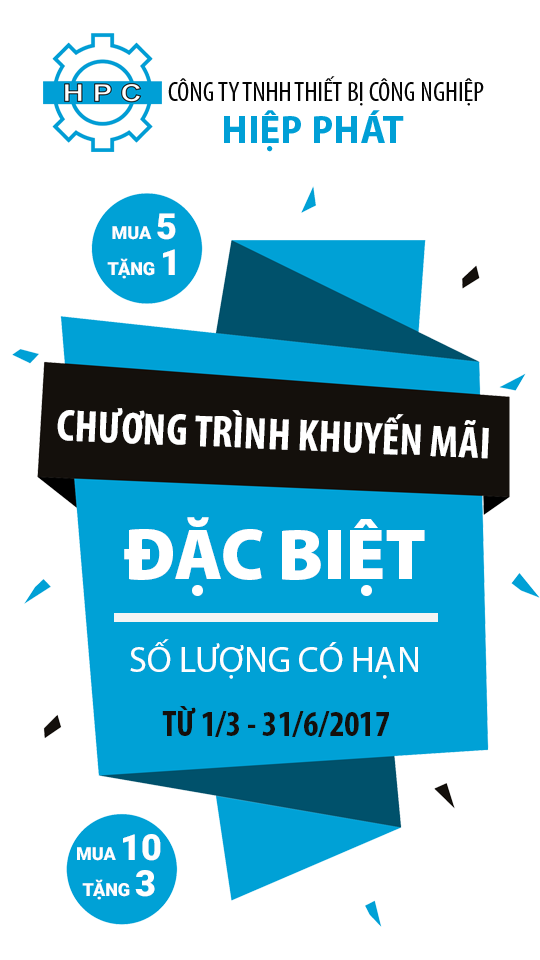 HPC
CÔNG TY TNHH THIẾT BỊ CÔNG NGHIỆP
HIỆP PHÁT
MUA 5
TẶNG 1
CHƯƠNG TRÌNH KHUYẾN MÃI
ĐẶC BIỆT
SỐ LƯỢNG CÓ HẠN
TỪ 1/3 - 31/6/2017
MUA 10
TẶNG 3